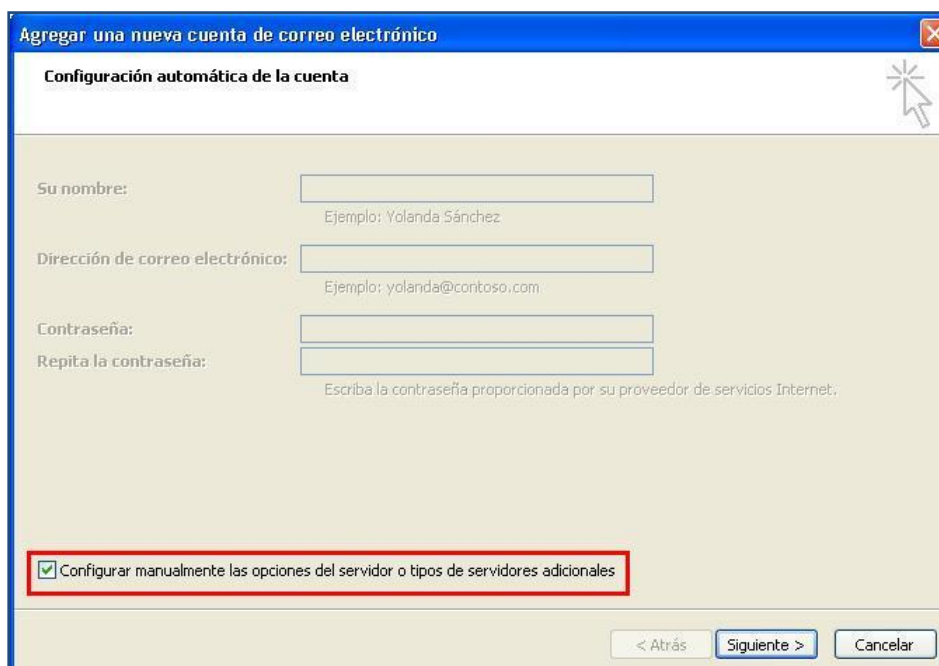 Agregar una nueva cuenta de correo electrónico
Configuración automática de la cuenta
Su nombre:
Ejemplo: Yolanda Sánchez
Dirección de correo electrónico:
Ejemplo: yolanda@contoso.com
Contraseña:
Repita la contraseña:
Escriba la contraseña proporcionada por su proveedor de servicios Internet.
Configurar manualmente las opciones del servidor o tipos de servidores adicionales
< Atrás Siguiente > Cancelar